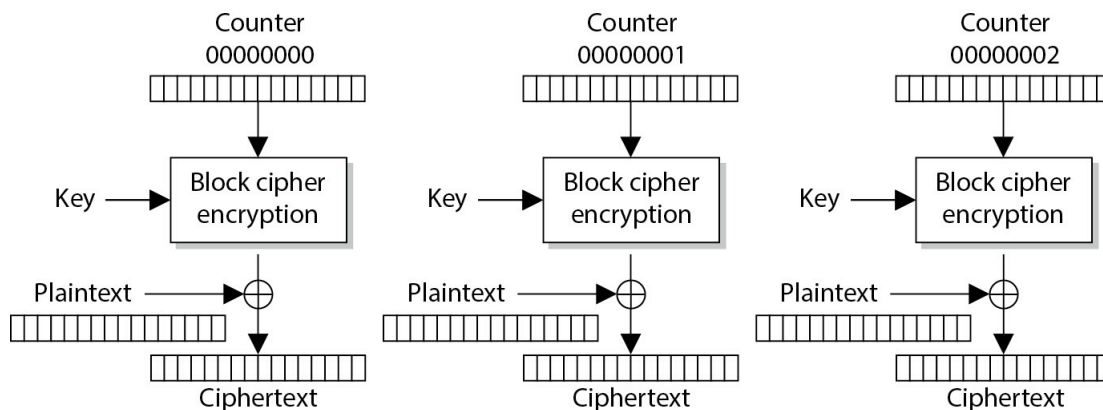 Counter
00000000
Counter
00000001
Counter
00000002
Key
Block cipher
encryption
Key
Block cipher
encryption
Key
Block cipher
encryption
Plaintext
Plaintext
Plaintext
Ciphertext
Ciphertext
Ciphertext